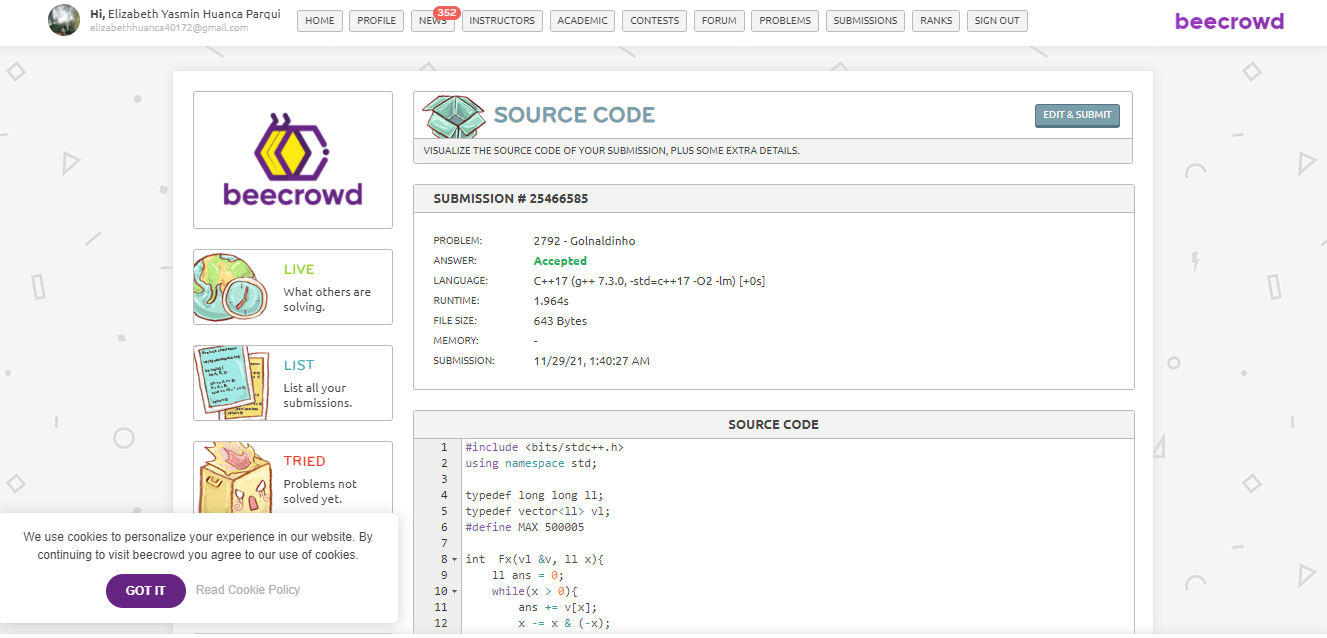 Hi, Elizabeth Yasmin Huanca Parqui
elizabethhuanca40172@gmail.com
HOME
PROFILE
NEWS
352
INSTRUCTORS
ACADEMIC
CONTESTS
FORUM
PROBLEMS
SUBMISSIONS
RANKS
SIGN OUT
beecrowd
beecrowd
SOURCE CODE
EDIT & SUBMIT
VISUALIZE THE SOURCE CODE OF YOUR SUBMISSION, PLUS SOME EXTRA DETAILS.
SUBMISSION # 25466585
PROBLEM: 2792 - Golnaldinho
ANSWER: Accepted
LANGUAGE: C++17 (g++ 7.3.0, -std=c++17 -O2 -lm) [+0s]
RUNTIME: 1.964s
FILE SIZE: 643 Bytes
MEMORY: -
SUBMISSION: 11/29/21, 1:40:27 AM
LIVE
What others are
solving.
LIST
List all your
submissions.
TRIED
Problems not
solved yet.
SOURCE CODE
1 #include <bits/stdc++.h>
2 using namespace std;
3
4 typedef long long ll;
5 typedef vector<ll> vl;
6 #define MAX 500005
7
8 int  Fx(vl &v, ll x){
9     ll ans = 0;
10     while(x > 0){
11         ans += v[x];
12         x -= x & (-x);
We use cookies to personalize your experience in our website. By
continuing to visit beecrowd you agree to our use of cookies.
GOT IT
Read Cookie Policy